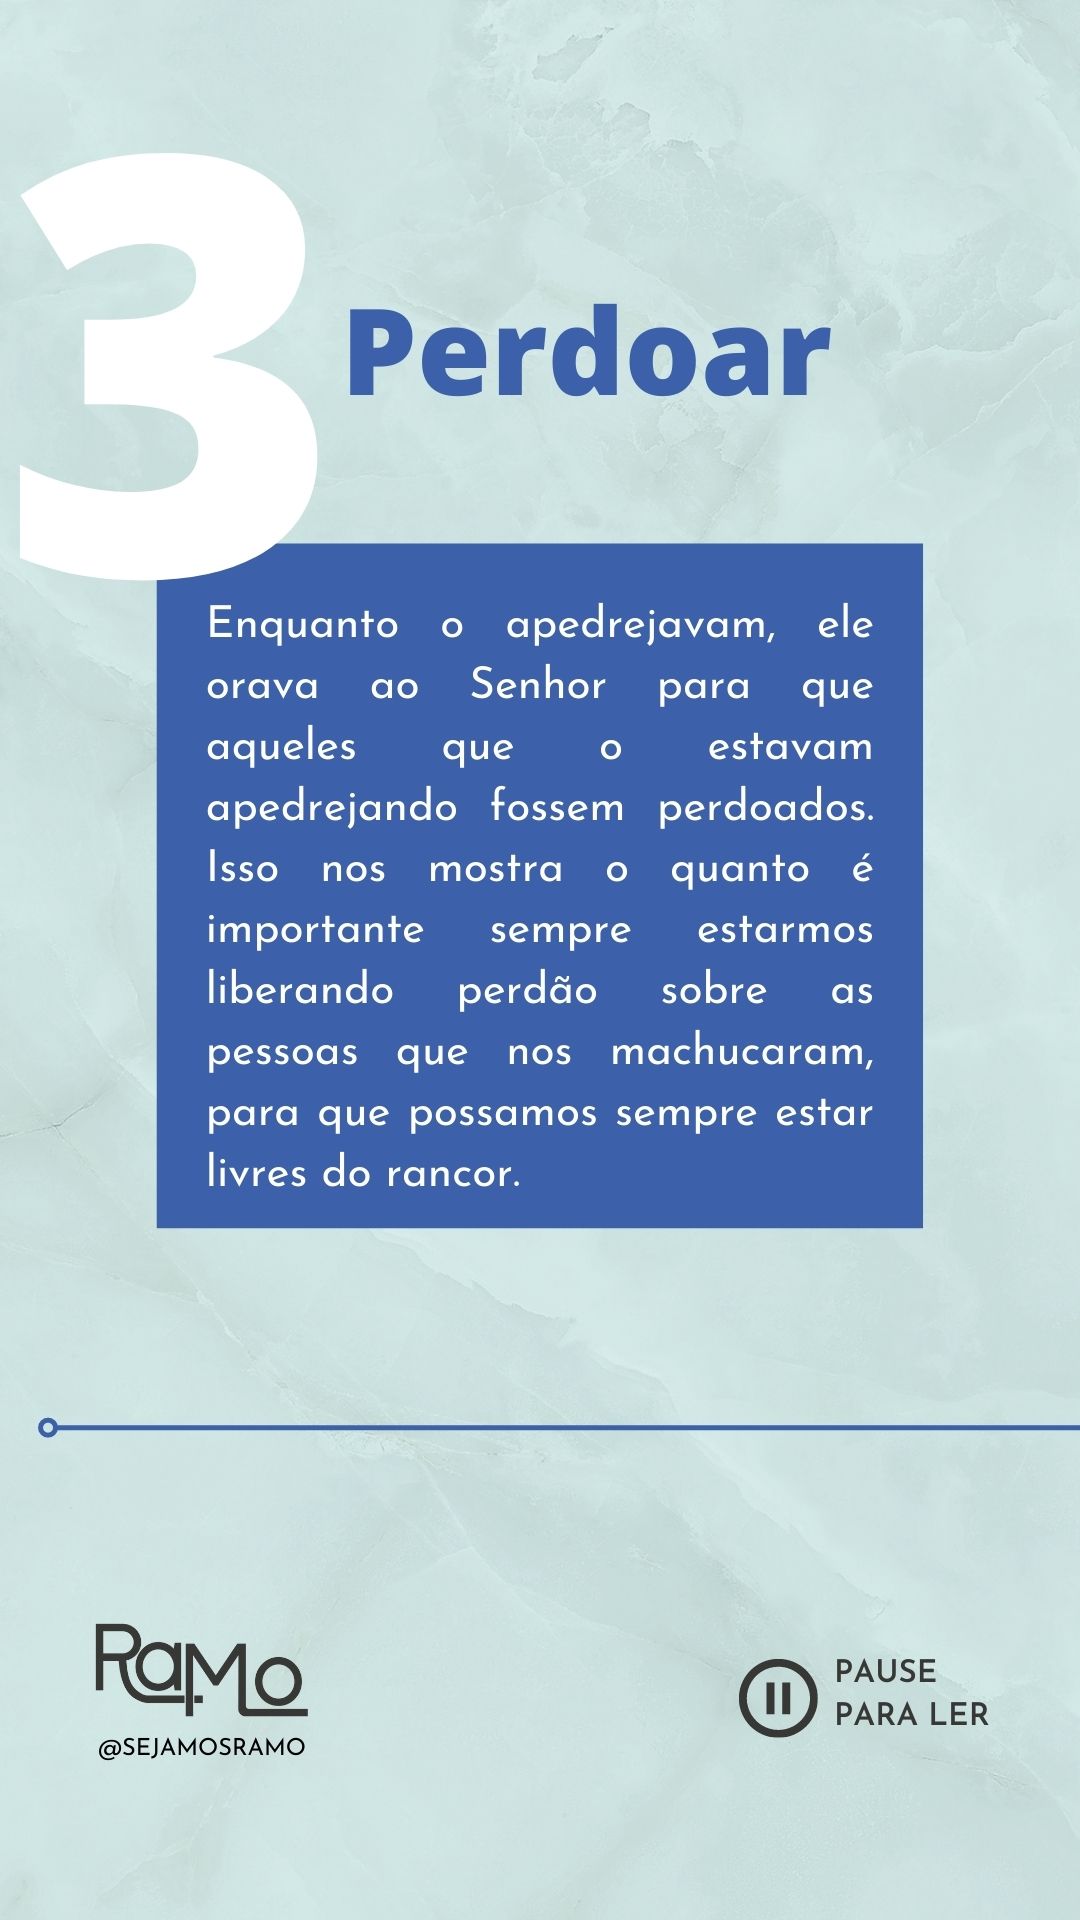 3
Perdoar
Enquanto o apedrejavam, ele
orava ao Senhor para que
aqueles que o estavam
apedrejando fossem perdoados.
Isso nos mostra o quanto é
importante sempre estarmos
liberando perdão sobre as
pessoas que nos machucaram,
para que possamos sempre estar
livres do rancor.
RaMo
@SEJAMOSRAMO
PAUSE
PARA LER